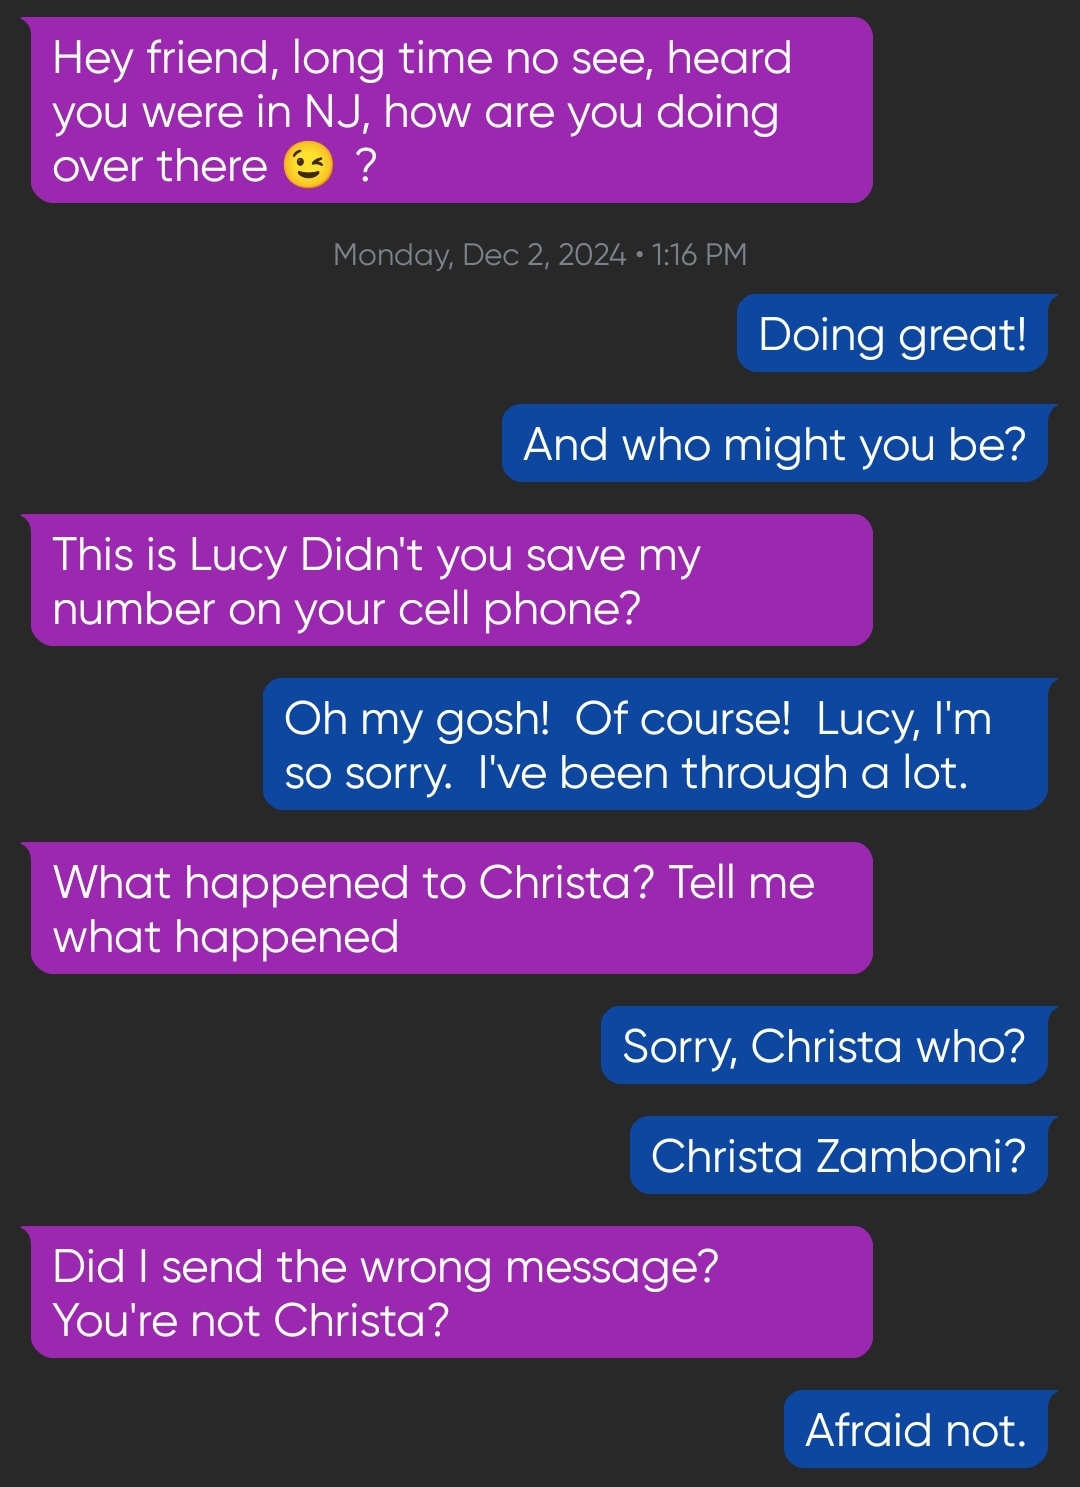 Hey friend, long time no see, heard
you were in NJ, how are you doing
over there 😉 ?
Monday, Dec 2, 2024 • 1:16 PM
Doing great!
And who might you be?
This is Lucy Didn't you save my
number on your cell phone?
Oh my gosh!  Of course!  Lucy, I'm
so sorry.  I've been through a lot.
What happened to Christa? Tell me
what happened
Sorry, Christa who?
Christa Zamboni?
Did I send the wrong message?
You're not Christa?
Afraid not.